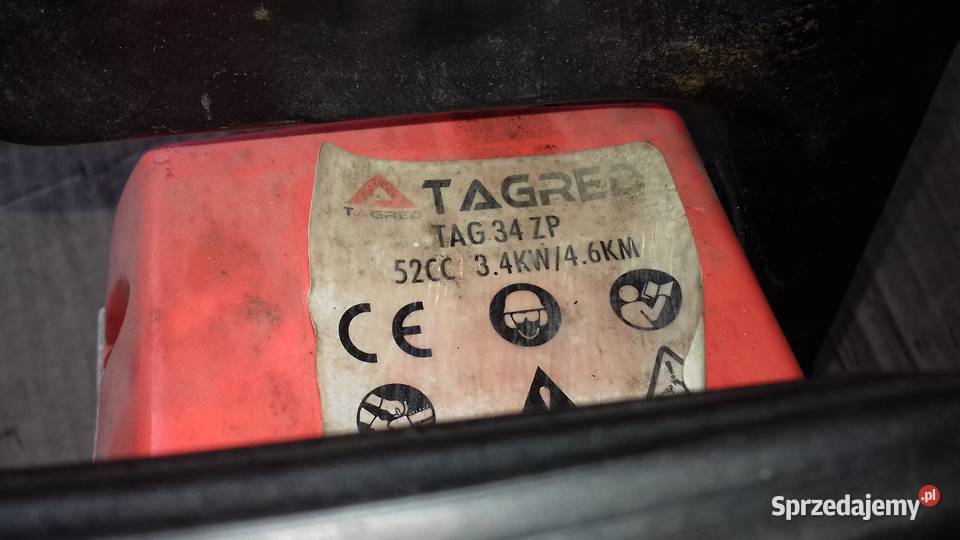 TAGRED
TAGRED
TAG 34 ZP
52CC 3.4KW/4.6KM
CE
Sprzedajemy.pl